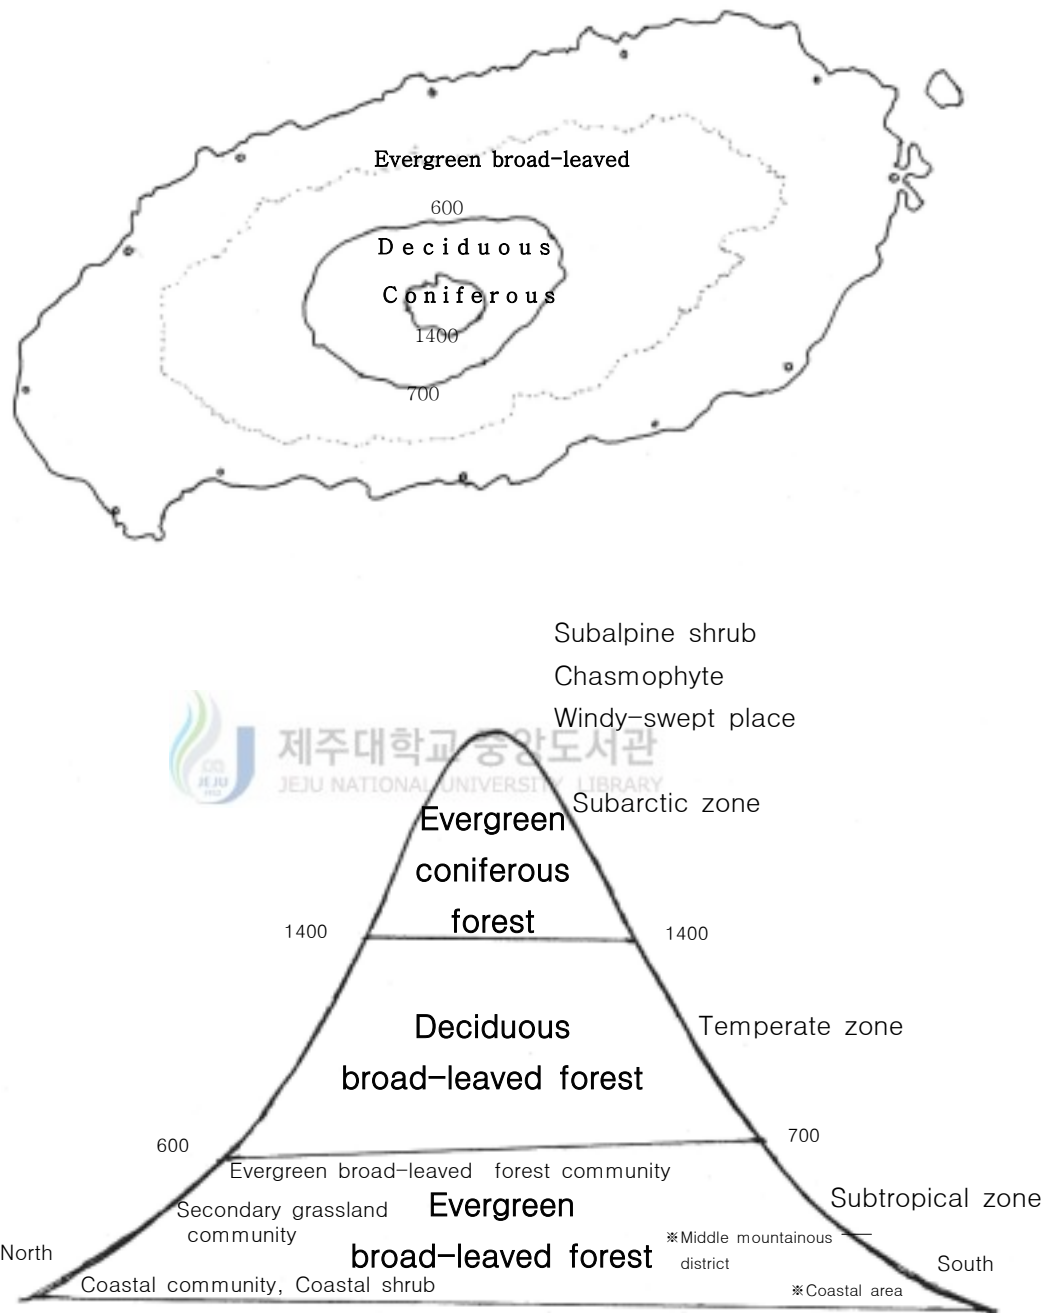 Evergreen broad-leaved
600
Deciduous
Coniferous
1400
700
Subalpine shrub
Chasmophyte
Windy-swept place
제주대학교 중앙도서관
JEJU NATIONAL UNIVERSITY LIBRARY
JEJU
1952
Subarctic zone
Evergreen
coniferous
forest
1400
1400
Deciduous
broad-leaved forest
Temperate zone
600
700
Evergreen broad-leaved forest community
Secondary grassland
community
Evergreen
broad-leaved forest
Subtropical zone
※Middle mountainous
district
North
South
Coastal community, Coastal shrub
※Coastal area